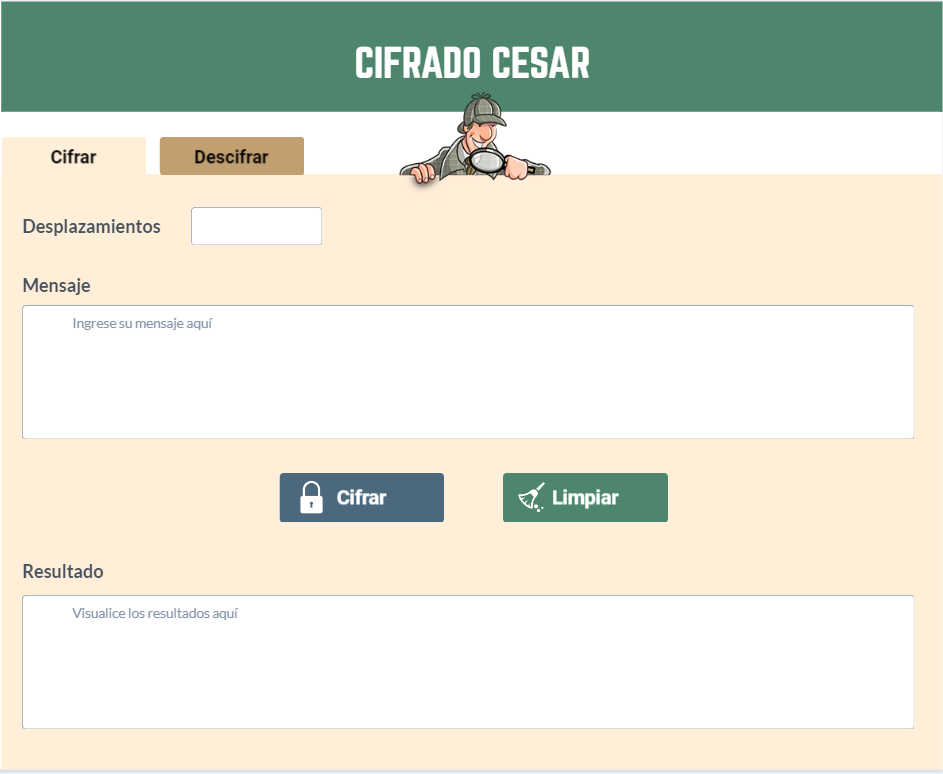 CIFRADO CESAR
Cifrar
Descifrar
Desplazamientos
Mensaje
Ingrese su mensaje aquí
Cifrar
Limpiar
Resultado
Visualice los resultados aquí